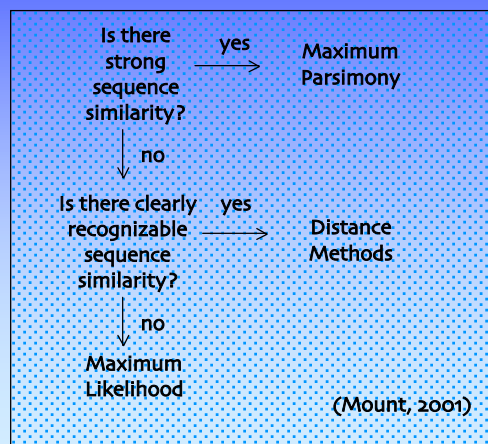 Is there
strong
sequence
similarity?
yes
Maximum
Parsimony
no
Is there clearly
recognizable
sequence
similarity?
yes
Distance
Methods
no
Maximum
Likelihood
(Mount, 2001)